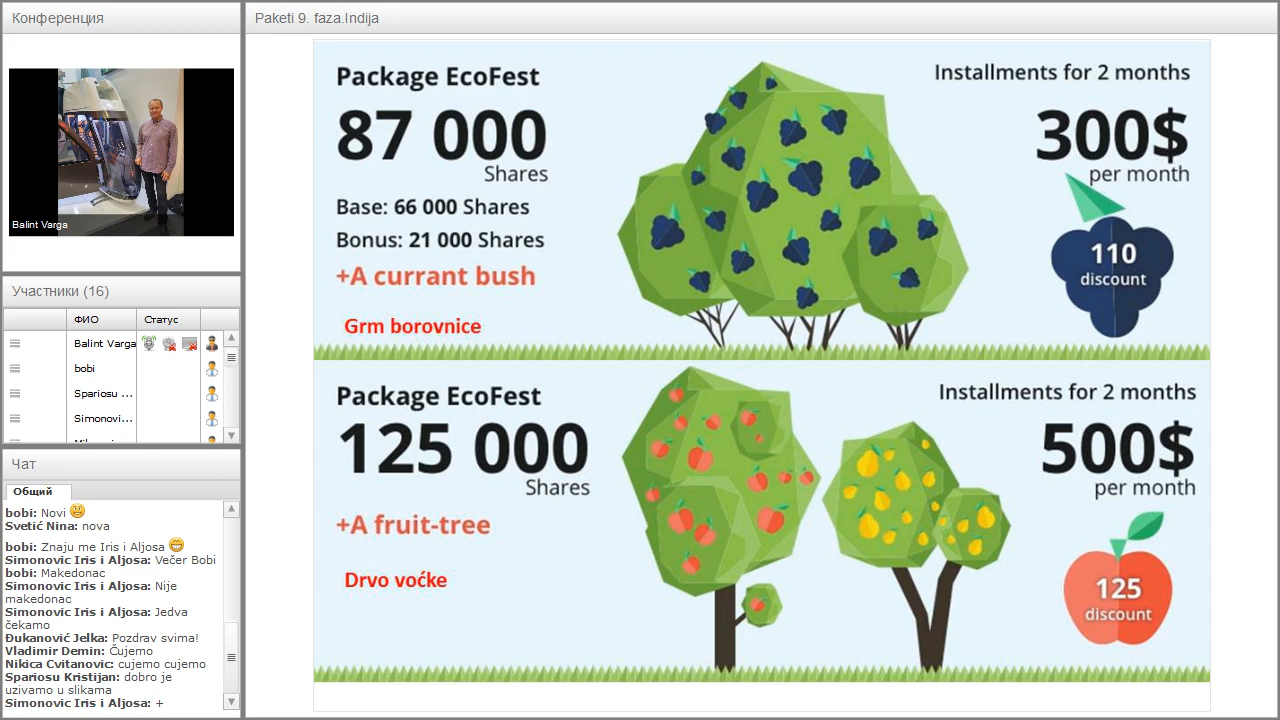 Конференция
Balint Varga
Участники (16)
ФИО
Статус
Balint Varga
bobi
Spariosu ...
Simonovi...
Чат
Общий
bobi: Novi
Svetić Nina: nova
bobi: Znaju me Iris i Aljosa
Simonovic Iris i Aljosa: Večer Bobi
bobi: Makedonac
Simonovic Iris i Aljosa: Nije
makedonac
Simonovic Iris i Aljosa: Jedva
čekamo
Đukanović Jelka: Pozdrav svima!
Vladimir Demin: Čujemo
Nikica Cvitanovic: cujemo cujemo
Spariosu Kristijan: dobro je
uzivamo u slikama
Simonovic Iris i Aljosa: +
Paketi 9. faza.Indija
Package EcoFest
87 000
Shares
Base: 66 000 Shares
Bonus: 21 000 Shares
+A currant bush
Grm borovnice
Installments for 2 months
300$
per month
110
discount
Package EcoFest
125 000
Shares
+A fruit-tree
Drvo voćke
Installments for 2 months
500$
per month
125
discount